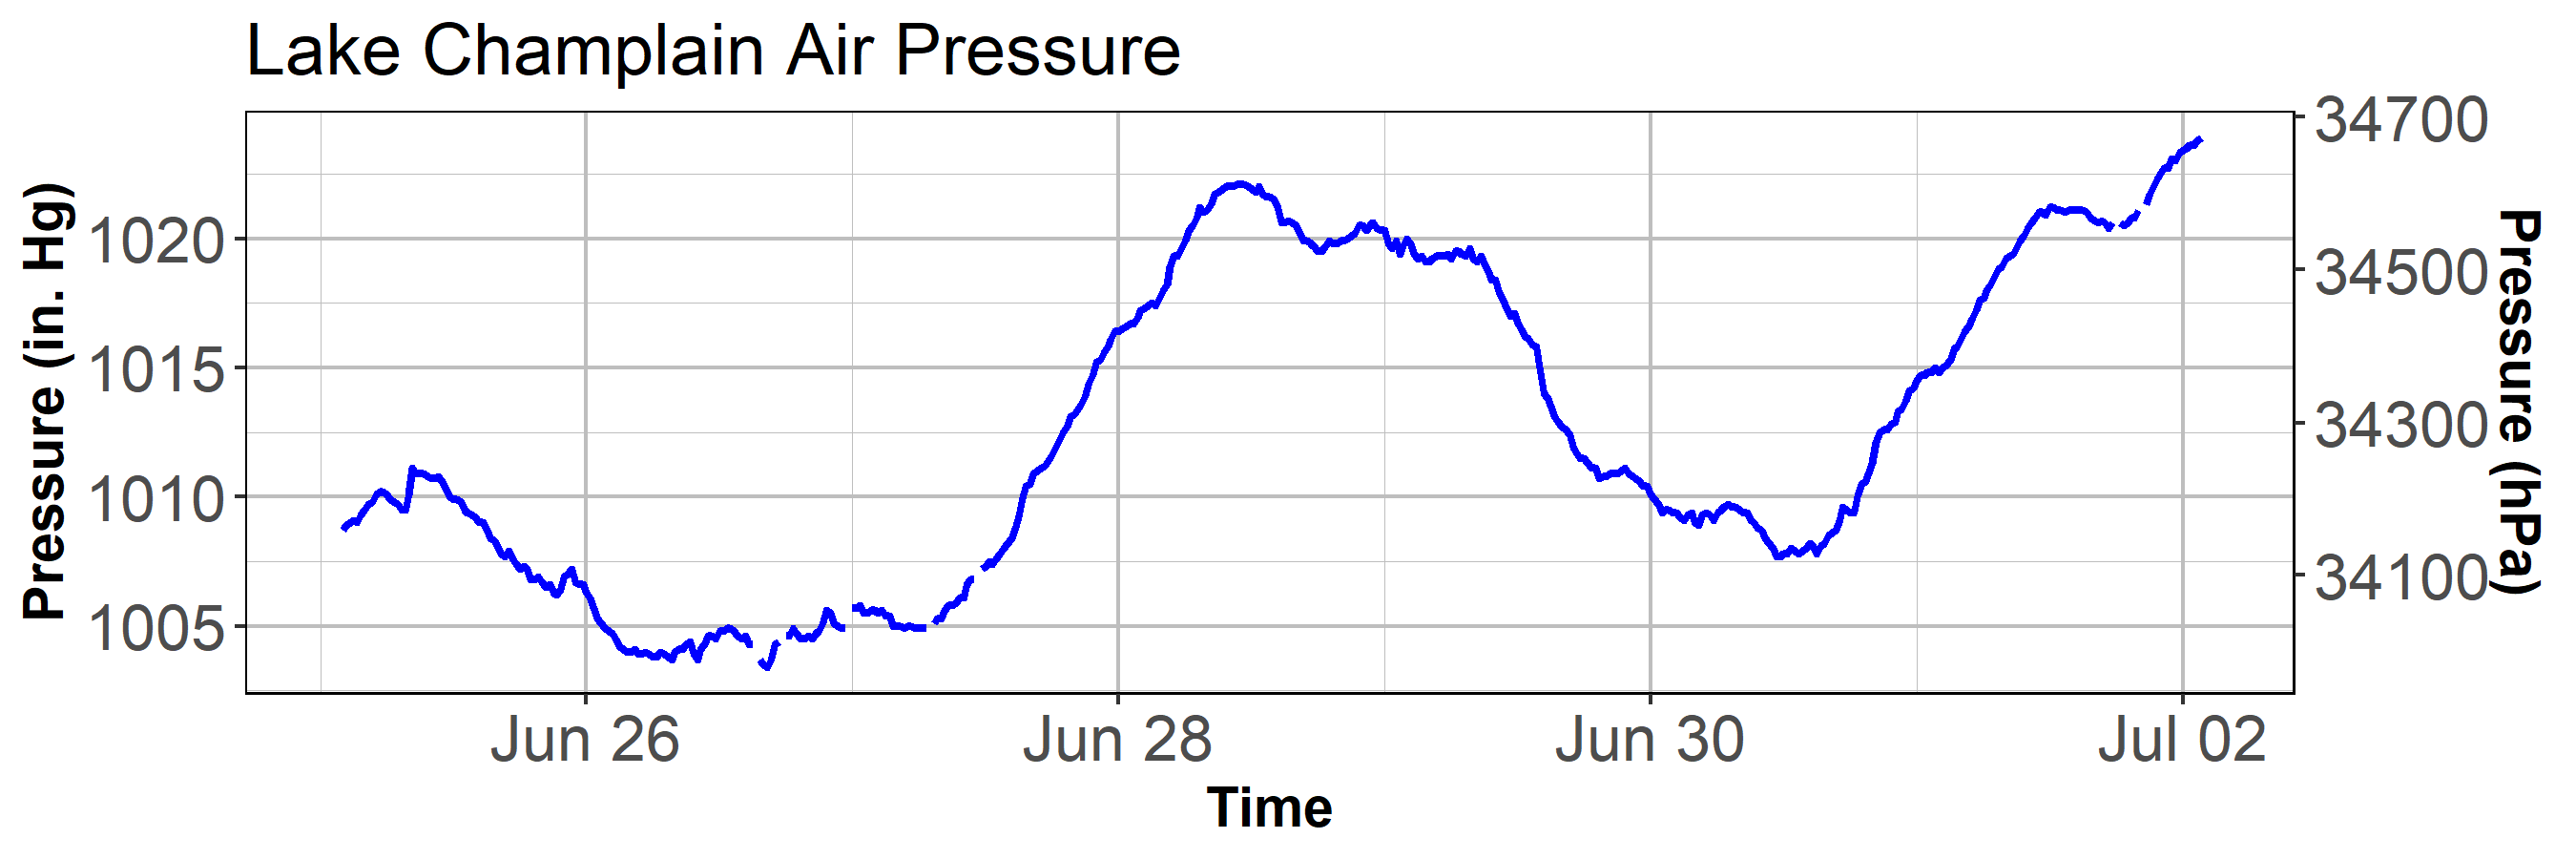 Lake Champlain Air Pressure
Pressure (in. Hg)
1020
1015
1010
1005
34700
34500
34300
34100
Pressure (hPa)
Jun 26
Jun 28
Jun 30
Jul 02
Time